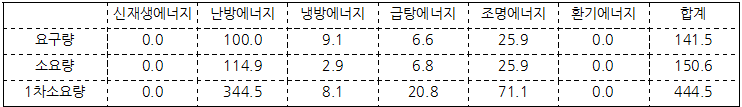 신재생에너지 난방에너지 냉방에너지 급탕에너지 조명에너지 환기에너지 합계
요구량 0.0 100.0 9.1 6.6 25.9 0.0 141.5
소요량 0.0 114.9 2.9 6.8 25.9 0.0 150.6
1차소요량 0.0 344.5 8.1 20.8 71.1 0.0 444.5